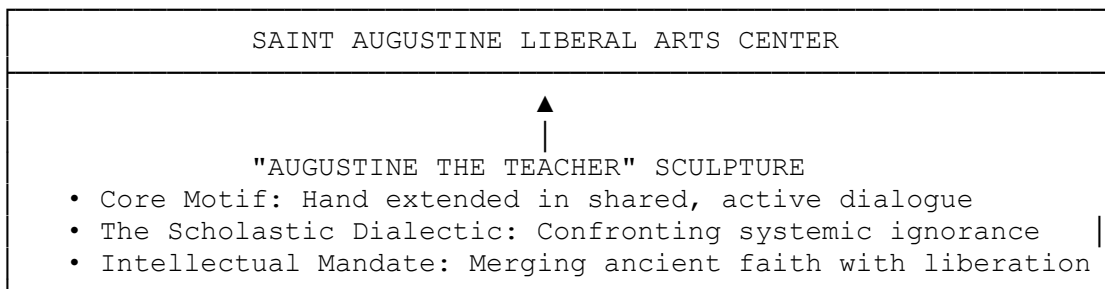 SAINT AUGUSTINE LIBERAL ARTS CENTER
"AUGUSTINE THE TEACHER" SCULPTURE
• Core Motif: Hand extended in shared, active dialogue
• The Scholastic Dialectic: Confronting systemic ignorance
• Intellectual Mandate: Merging ancient faith with liberation